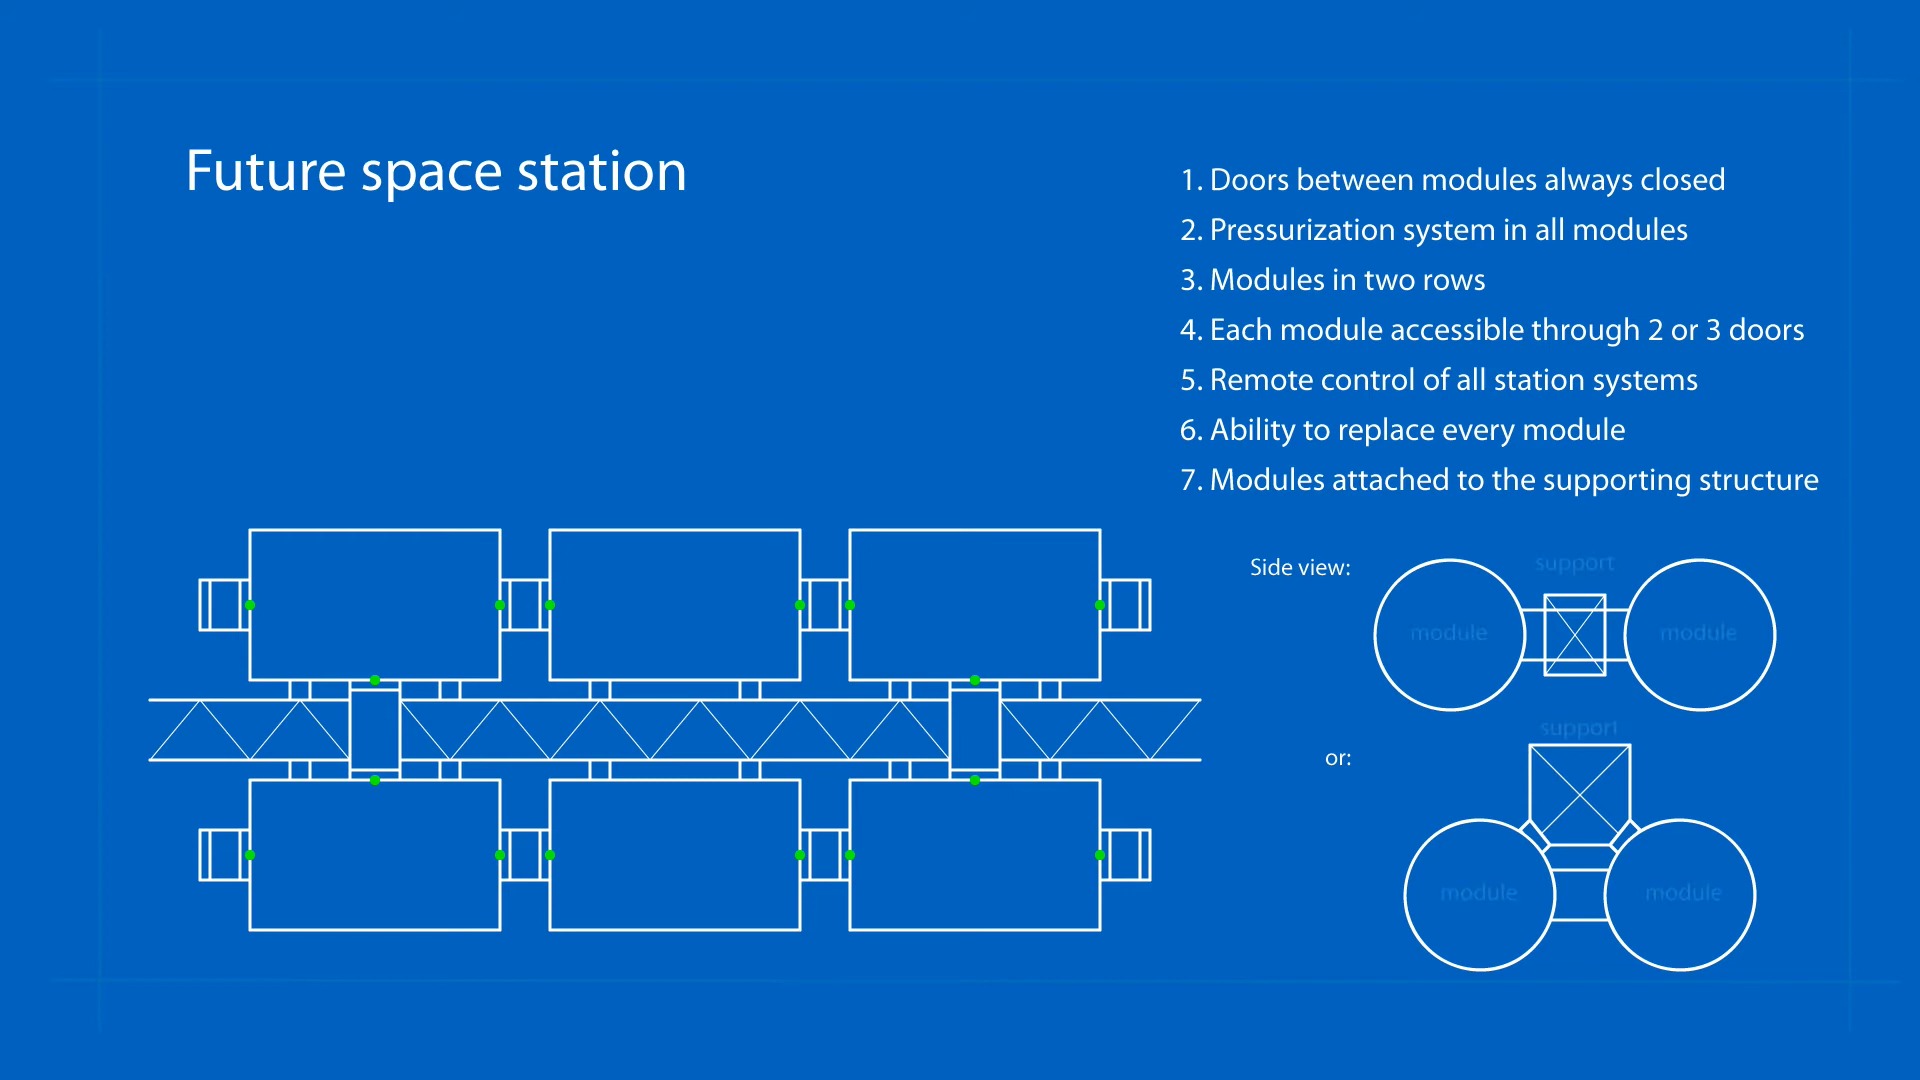 Future space station
1. Doors between modules always closed
2. Pressurization system in all modules
3. Modules in two rows
4. Each module accessible through 2 or 3 doors
5. Remote control of all station systems
6. Ability to replace every module
7. Modules attached to the supporting structure
Side view:
support
module module
support
or:
module module